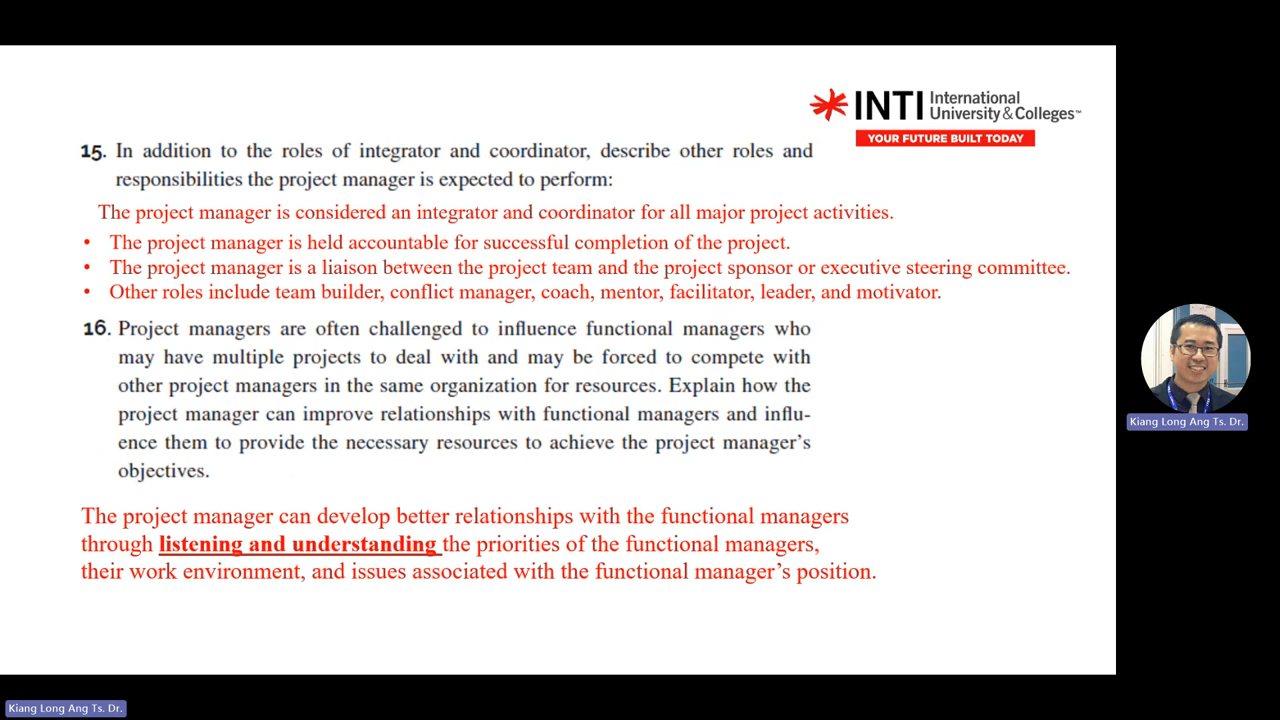 INTI International
University & Colleges™
YOUR FUTURE BUILT TODAY
15. In addition to the roles of integrator and coordinator, describe other roles and
responsibilities the project manager is expected to perform:
The project manager is considered an integrator and coordinator for all major project activities.
• The project manager is held accountable for successful completion of the project.
• The project manager is a liaison between the project team and the project sponsor or executive steering committee.
• Other roles include team builder, conflict manager, coach, mentor, facilitator, leader, and motivator.
16. Project managers are often challenged to influence functional managers who
may have multiple projects to deal with and may be forced to compete with
other project managers in the same organization for resources. Explain how the
project manager can improve relationships with functional managers and influ-
ence them to provide the necessary resources to achieve the project manager's
objectives.
The project manager can develop better relationships with the functional managers
through listening and understanding the priorities of the functional managers,
their work environment, and issues associated with the functional manager's position.
Kiang Long Ang Ts. Dr.
Kiang Long Ang Ts. Dr.